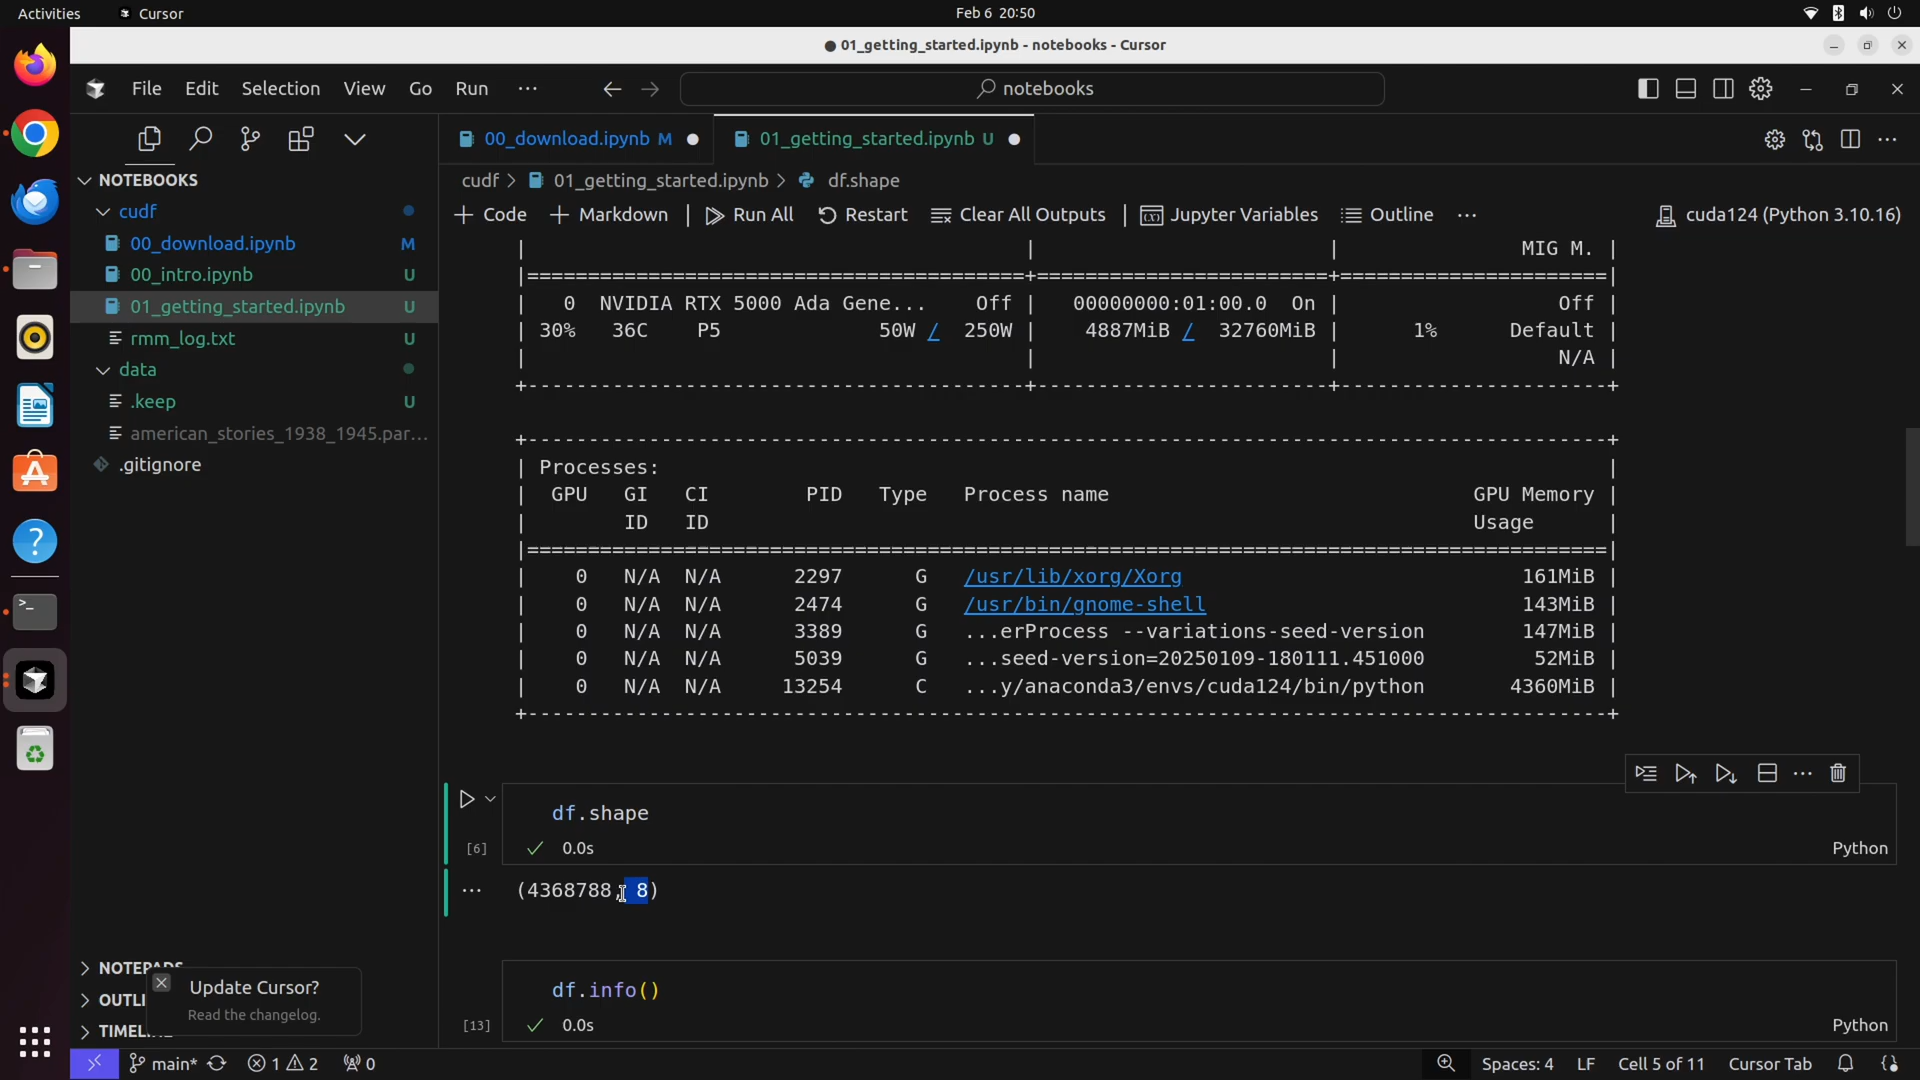 Activities Cursor Feb 6 20:50
01_getting_started.ipynb - notebooks - Cursor
File Edit Selection View Go Run ··· notebooks
00_download.ipynb M 01_getting_started.ipynb U
NOTEBOOKS
cudf
00_download.ipynb M
00_intro.ipynb U
01_getting_started.ipynb U
rmm_log.txt U
data
.keep U
american_stories_1938_1945.par...
.gitignore
NOTEPADS
OUTLI
TIMELINE
Update Cursor?
Read the changelog.
cudf > 01_getting_started.ipynb > df.shape
+ Code + Markdown | Run All Restart Clear All Outputs | Jupyter Variables Outline ··· cuda124 (Python 3.10.16)
| | | MIG M. |
|=========================================+========================+======================|
| 0 NVIDIA RTX 5000 Ada Gene... Off | 00000000:01:00.0 On | Off |
| 30% 36C P5 50W / 250W | 4887MiB / 32760MiB | 1% Default |
| | | N/A |
+-----------------------------------------+------------------------+----------------------+
+-----------------------------------------------------------------------------------------+
| Processes: |
| GPU GI CI PID Type Process name GPU Memory |
| ID ID Usage |
|=========================================================================================|
| 0 N/A N/A 2297 G /usr/lib/xorg/Xorg 161MiB |
| 0 N/A N/A 2474 G /usr/bin/gnome-shell 143MiB |
| 0 N/A N/A 3389 G ...erProcess --variations-seed-version 147MiB |
| 0 N/A N/A 5039 G ...seed-version=20250109-180111.451000 52MiB |
| 0 N/A N/A 13254 C ...y/anaconda3/envs/cuda124/bin/python 4360MiB |
+-----------------------------------------------------------------------------------------+
df.shape
[6] 0.0s Python
(4368788, 8)
df.info()
[13] 0.0s Python
main* 1 2 0 Spaces: 4 LF Cell 5 of 11 Cursor Tab